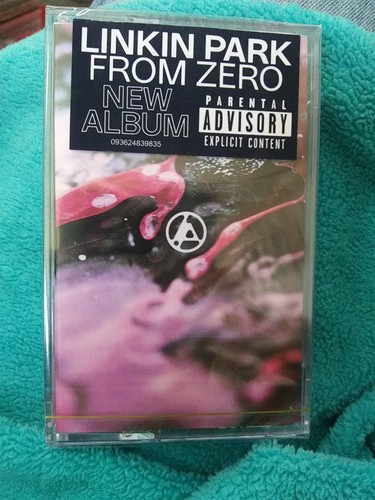 LINKIN PARK
FROM ZERO
NEW
ALBUM
093624839835
PARENTAL
ADVISORY
EXPLICIT CONTENT